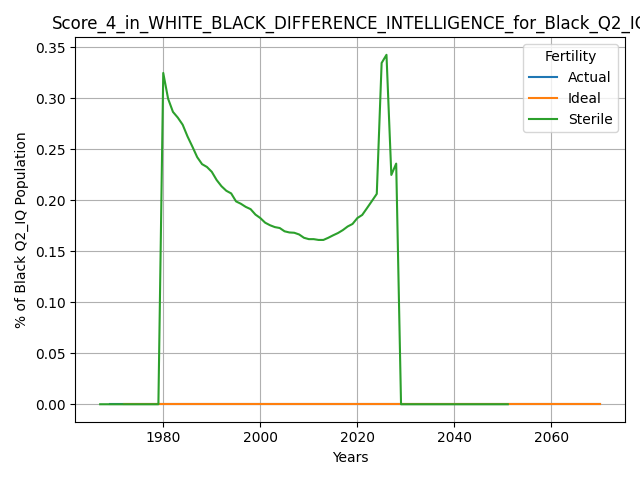 Score_4_in_WHITE_BLACK_DIFFERENCE_INTELLIGENCE_for_Black_Q2_IQ
Fertility
Actual
Ideal
Sterile
% of Black Q2_IQ Population
0.35
0.30
0.25
0.20
0.15
0.10
0.05
0.00
1980 2000 2020 2040 2060
Years